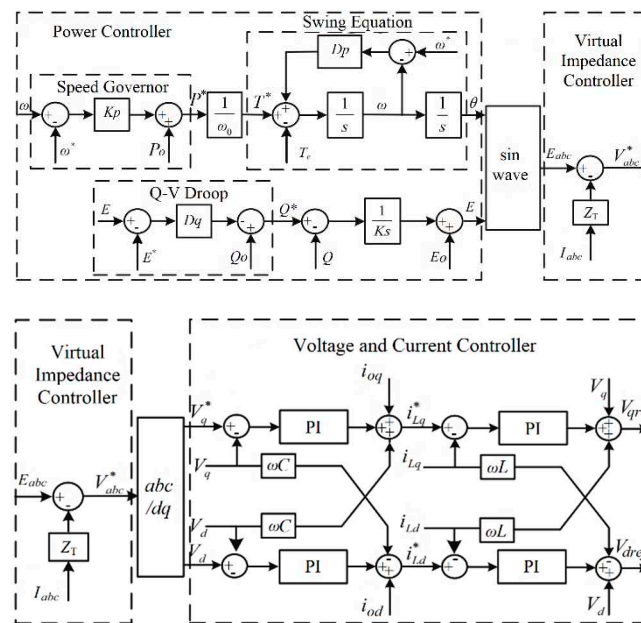 Power Controller
Swing Equation
Virtual
Impedance
Controller
Speed Governor
Dp
ω*
ω
Kp
P*
1
ω0
T*
1
s
ω
1
s
θ
ω*
Po
Te
sin
wave
Eabc
V*abc
ZT
Iabc
Q-V Droop
E
Dq
Q*
1
Ks
E
E*
Qo
Q
Eo
Virtual
Impedance
Controller
Voltage and Current Controller
Eabc
V*abc
ZT
Iabc
abc
/dq
V*q
PI
ioq
i*Lq
PI
Vq
Vqr
Vq
ωC
iLq
ωL
Vd
ωC
iLd
ωL
Vd
PI
i*Ld
PI
Vdre
iod
Vd